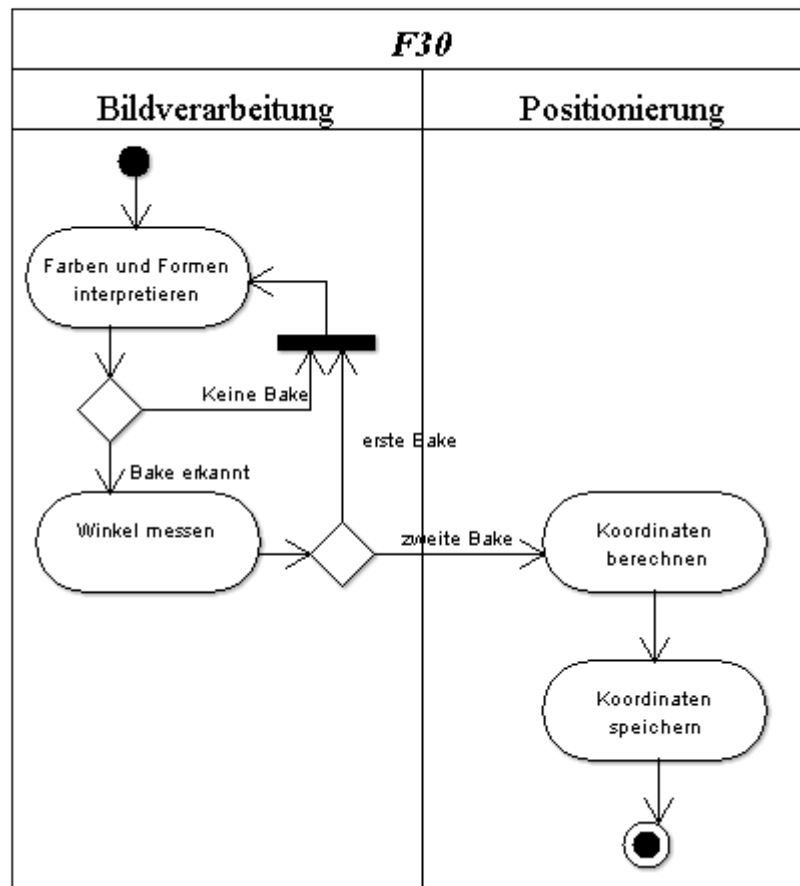 F30
Bildverarbeitung
Positionierung
Farben und Formen
interpretieren
Keine Bake
erste Bake
Bake erkannt
Winkel messen
zweite Bake
Koordinaten
berechnen
Koordinaten
speichern